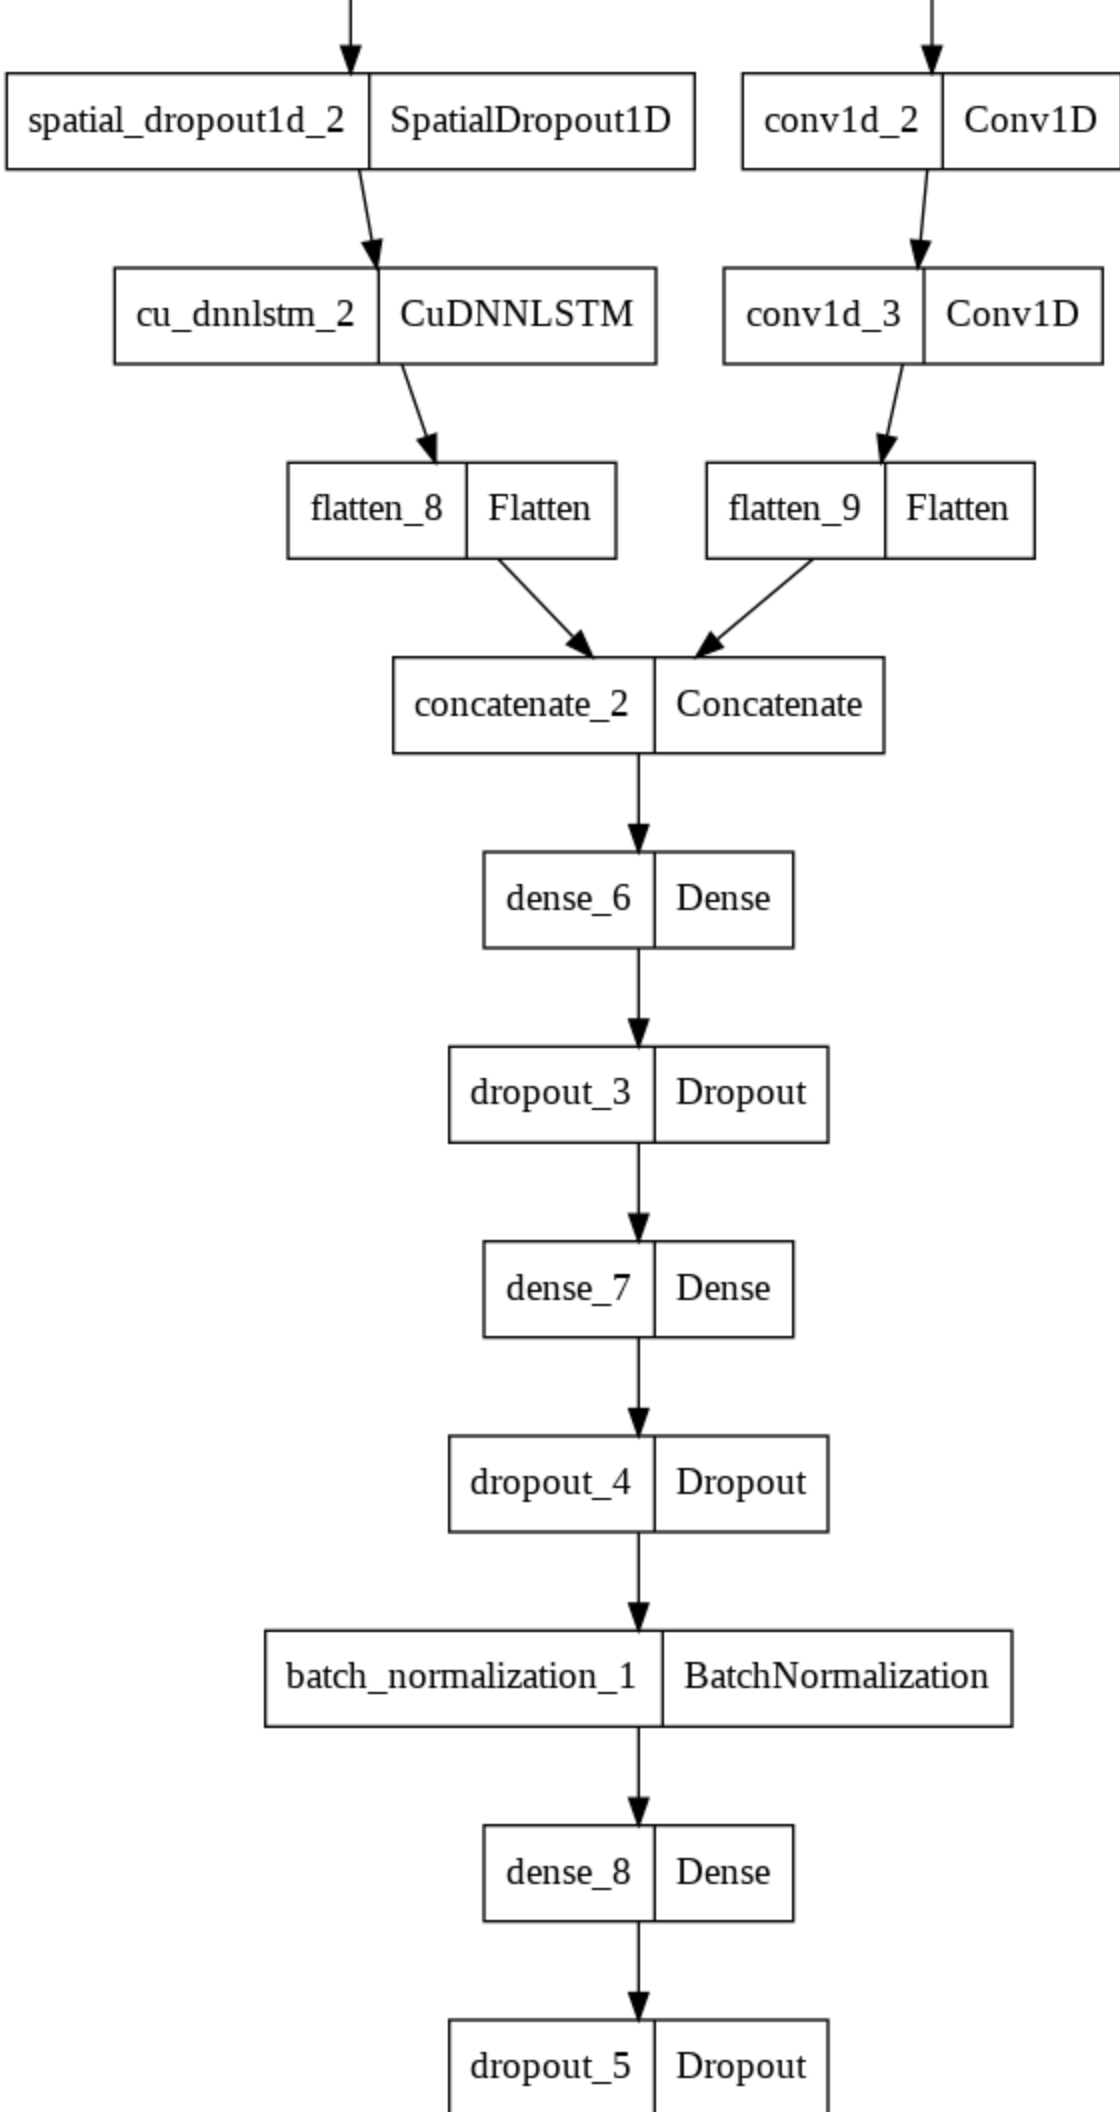 spatial_dropout1d_2 SpatialDropout1D conv1d_2 Conv1D
cu_dnnlstm_2 CuDNNLSTM conv1d_3 Conv1D
flatten_8 Flatten flatten_9 Flatten
concatenate_2 Concatenate
dense_6 Dense
dropout_3 Dropout
dense_7 Dense
dropout_4 Dropout
batch_normalization_1 BatchNormalization
dense_8 Dense
dropout_5 Dropout